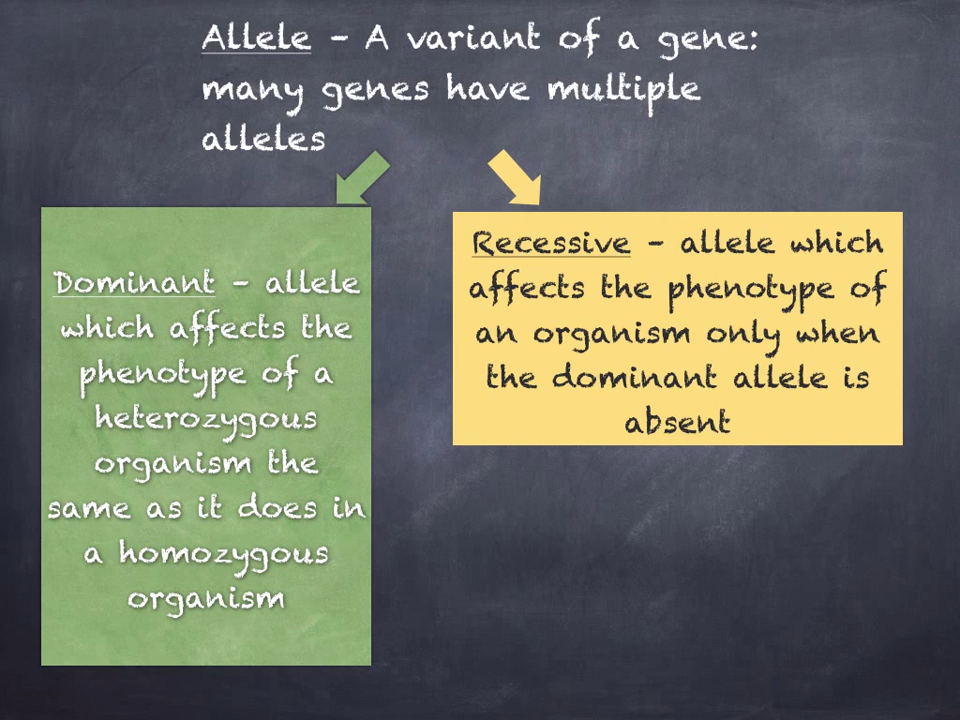 Allele – A variant of a gene:
many genes have multiple
alleles
Dominant – allele
which affects the
phenotype of a
heterozygous
organism the
same as it does in
a homozygous
organism
Recessive – allele which
affects the phenotype of
an organism only when
the dominant allele is
absent